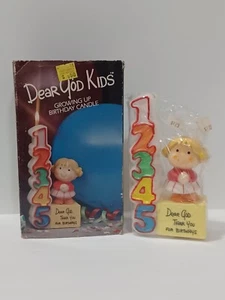 Dear God Kids
GROWING UP
BIRTHDAY CANDLE
1
2
3
4
5
Dear God
Thank You
FOR BIRTHDAYS
1
2
3
4
5
Dear God
Thank You
FOR BIRTHDAYS